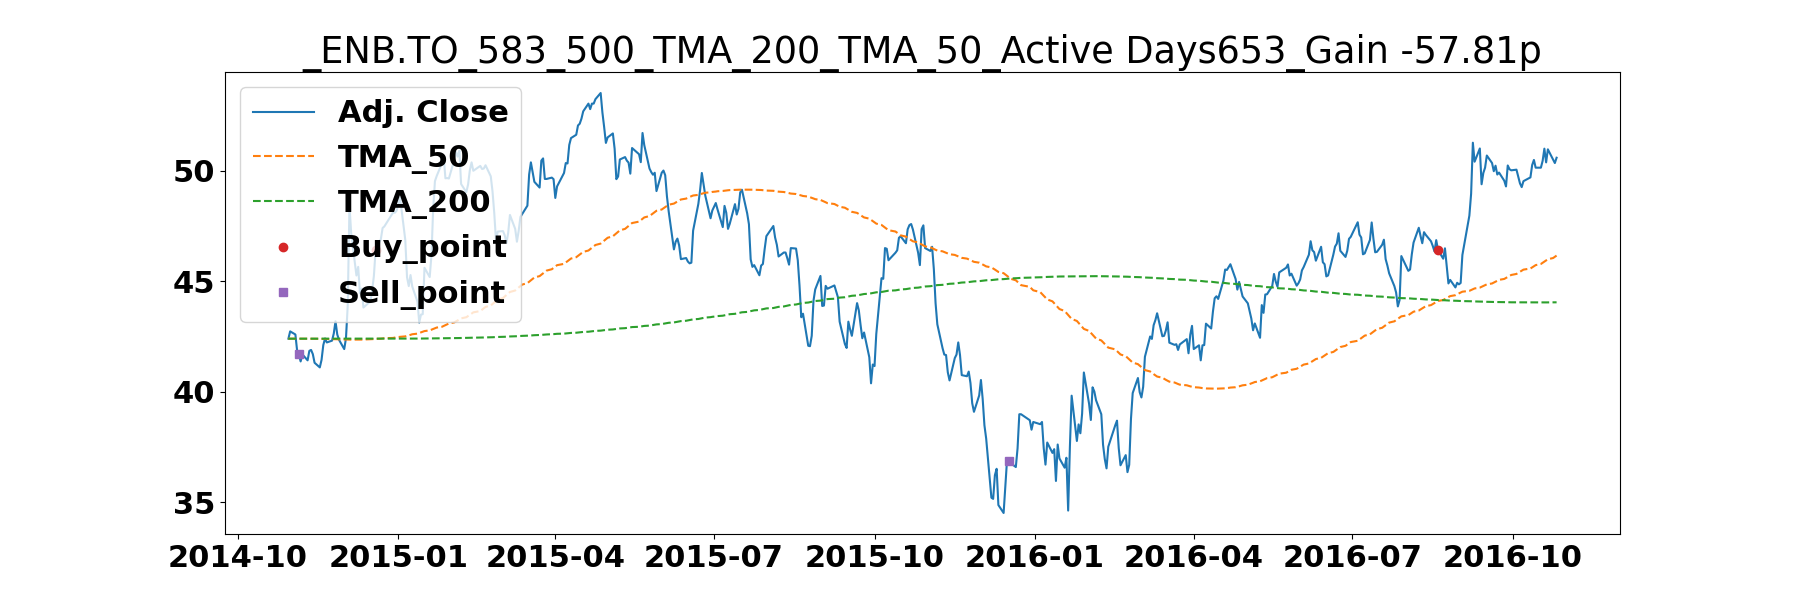 _ENB.TO_583_500_TMA_200_TMA_50_Active Days653_Gain -57.81p
Adj. Close
TMA_50
TMA_200
Buy_point
Sell_point
50
45
40
35
2014-10 2015-01 2015-04 2015-07 2015-10 2016-01 2016-04 2016-07 2016-10